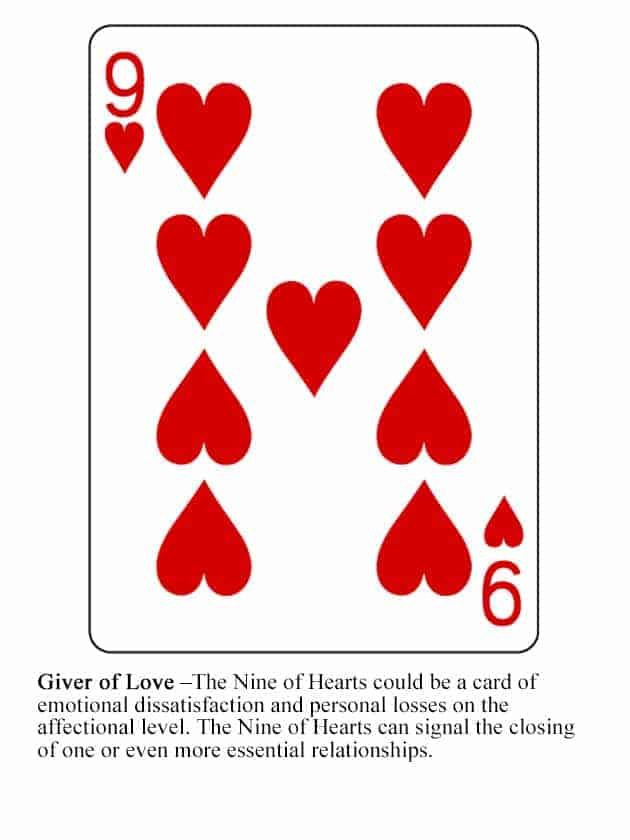 9
Giver of Love –The Nine of Hearts could be a card of
emotional dissatisfaction and personal losses on the
affectional level. The Nine of Hearts can signal the closing
of one or even more essential relationships.
9